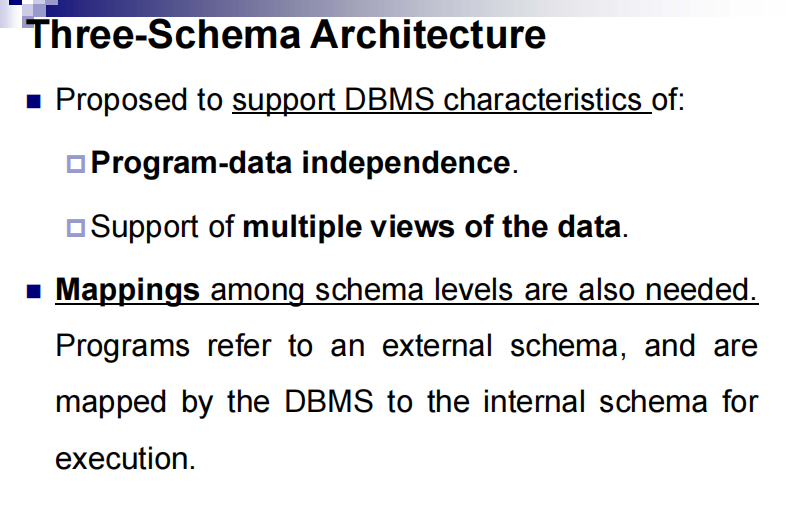 Three-Schema Architecture
Proposed to support DBMS characteristics of:
Program-data independence.
Support of multiple views of the data.
Mappings among schema levels are also needed.
Programs refer to an external schema, and are
mapped by the DBMS to the internal schema for
execution.